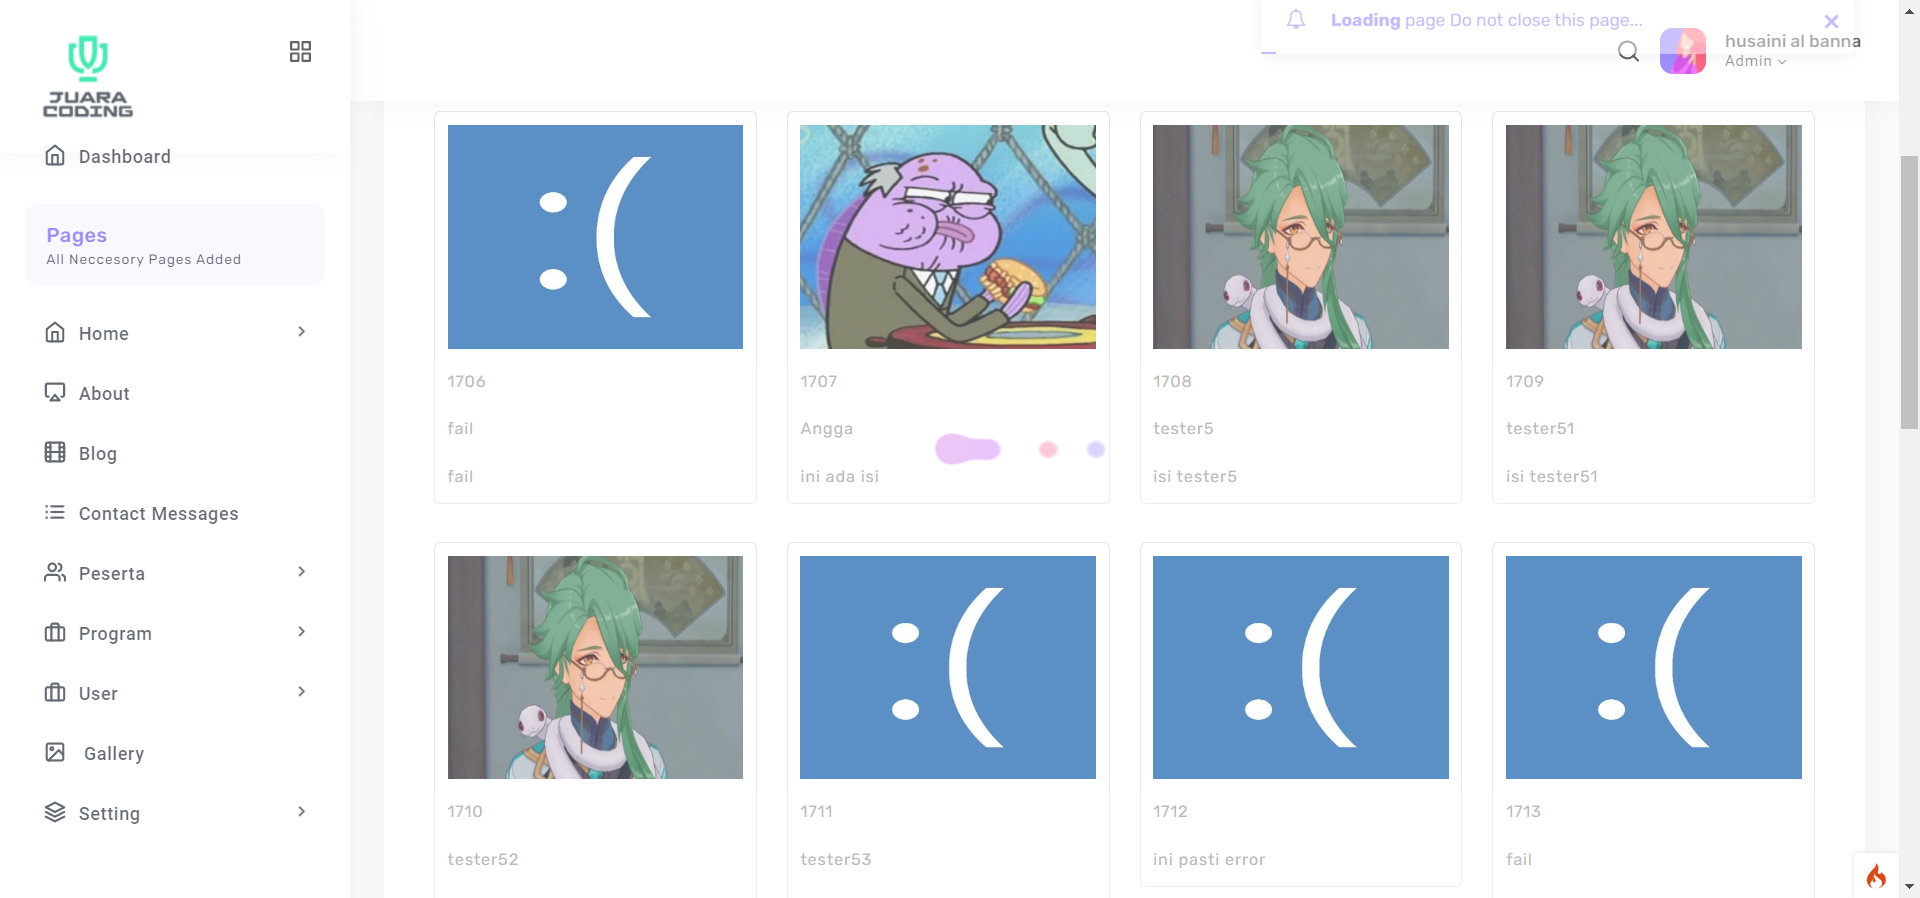 Loading page Do not close this page...
husaini al banna
Admin
JUARA
CODING
Dashboard
Pages
All Neccesory Pages Added
Home
About
Blog
Contact Messages
Peserta
Program
User
Gallery
Setting
:(
1706
fail
fail
1707
Angga
ini ada isi
1708
tester5
isi tester5
1709
tester51
isi tester51
1710
tester52
:(
1711
tester53
:(
1712
ini pasti error
:(
1713
fail